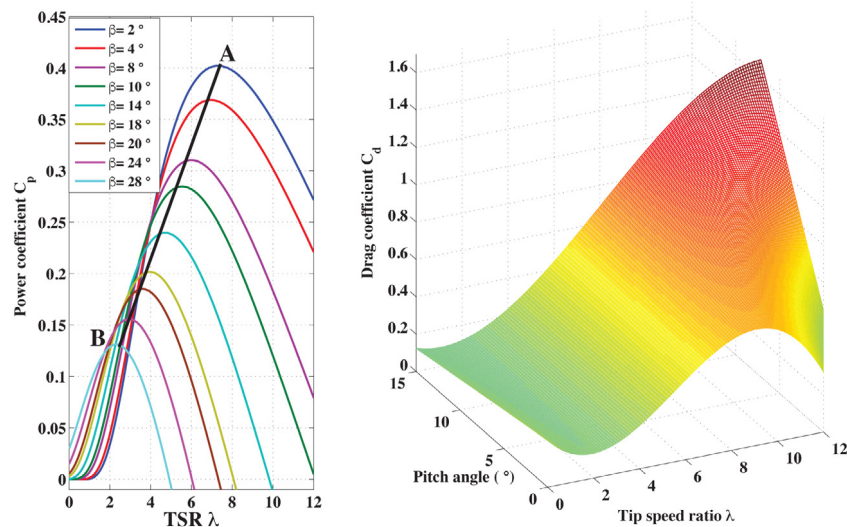 0.45
0.4
0.35
0.3
0.25
0.2
0.15
0.1
0.05
0
Power coefficient C_p
β= 2 °
β= 4 °
β= 8 °
β= 10 °
β= 14 °
β= 18 °
β= 20 °
β= 24 °
β= 28 °
A
B
0 2 4 6 8 10 12
TSR λ
1.6
1.4
1.2
1
0.8
0.6
0.4
0.2
0
Drag coefficient C_d
15
10
5
0
Pitch angle ( °)
0
2
4
6
8
10
12
Tip speed ratio λ